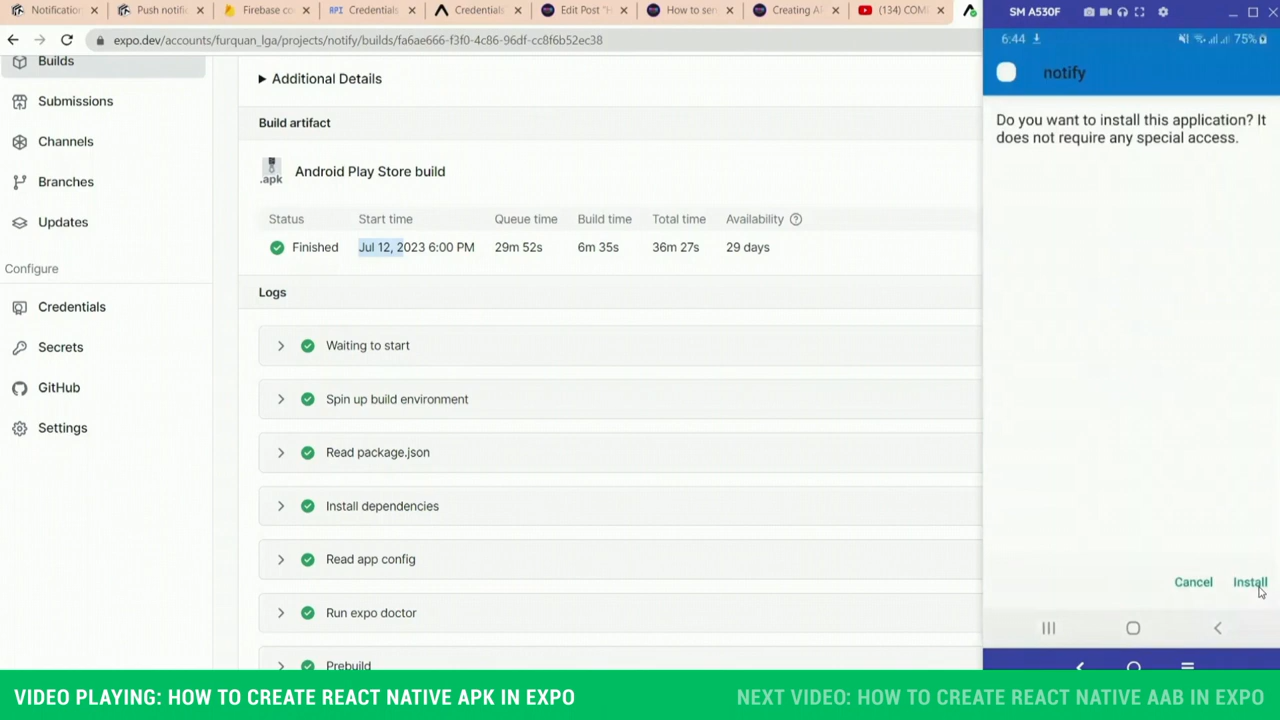 Notification
Push notific
Firebase co
RPI Credentials
Credentials
Edit Post "H
How to sen
Creating A
(134) COM
SM A530F
expo.dev/accounts/furquan_lga/projects/notify/builds/fa6ae666-f3f0-4c86-96df-cc8f6b52ec38
6:44
75%
notify
Do you want to install this application? It
does not require any special access.
Cancel Install
Builds
Submissions
Channels
Branches
Updates
Configure
Credentials
Secrets
GitHub
Settings
Additional Details
Build artifact
.apk
Android Play Store build
Status Start time Queue time Build time Total time Availability ?
Finished Jul 12, 2023 6:00 PM 29m 52s 6m 35s 36m 27s 29 days
Logs
Waiting to start
Spin up build environment
Read package.json
Install dependencies
Read app config
Run expo doctor
Prebuild
VIDEO PLAYING: HOW TO CREATE REACT NATIVE APK IN EXPO
NEXT VIDEO: HOW TO CREATE REACT NATIVE AAB IN EXPO